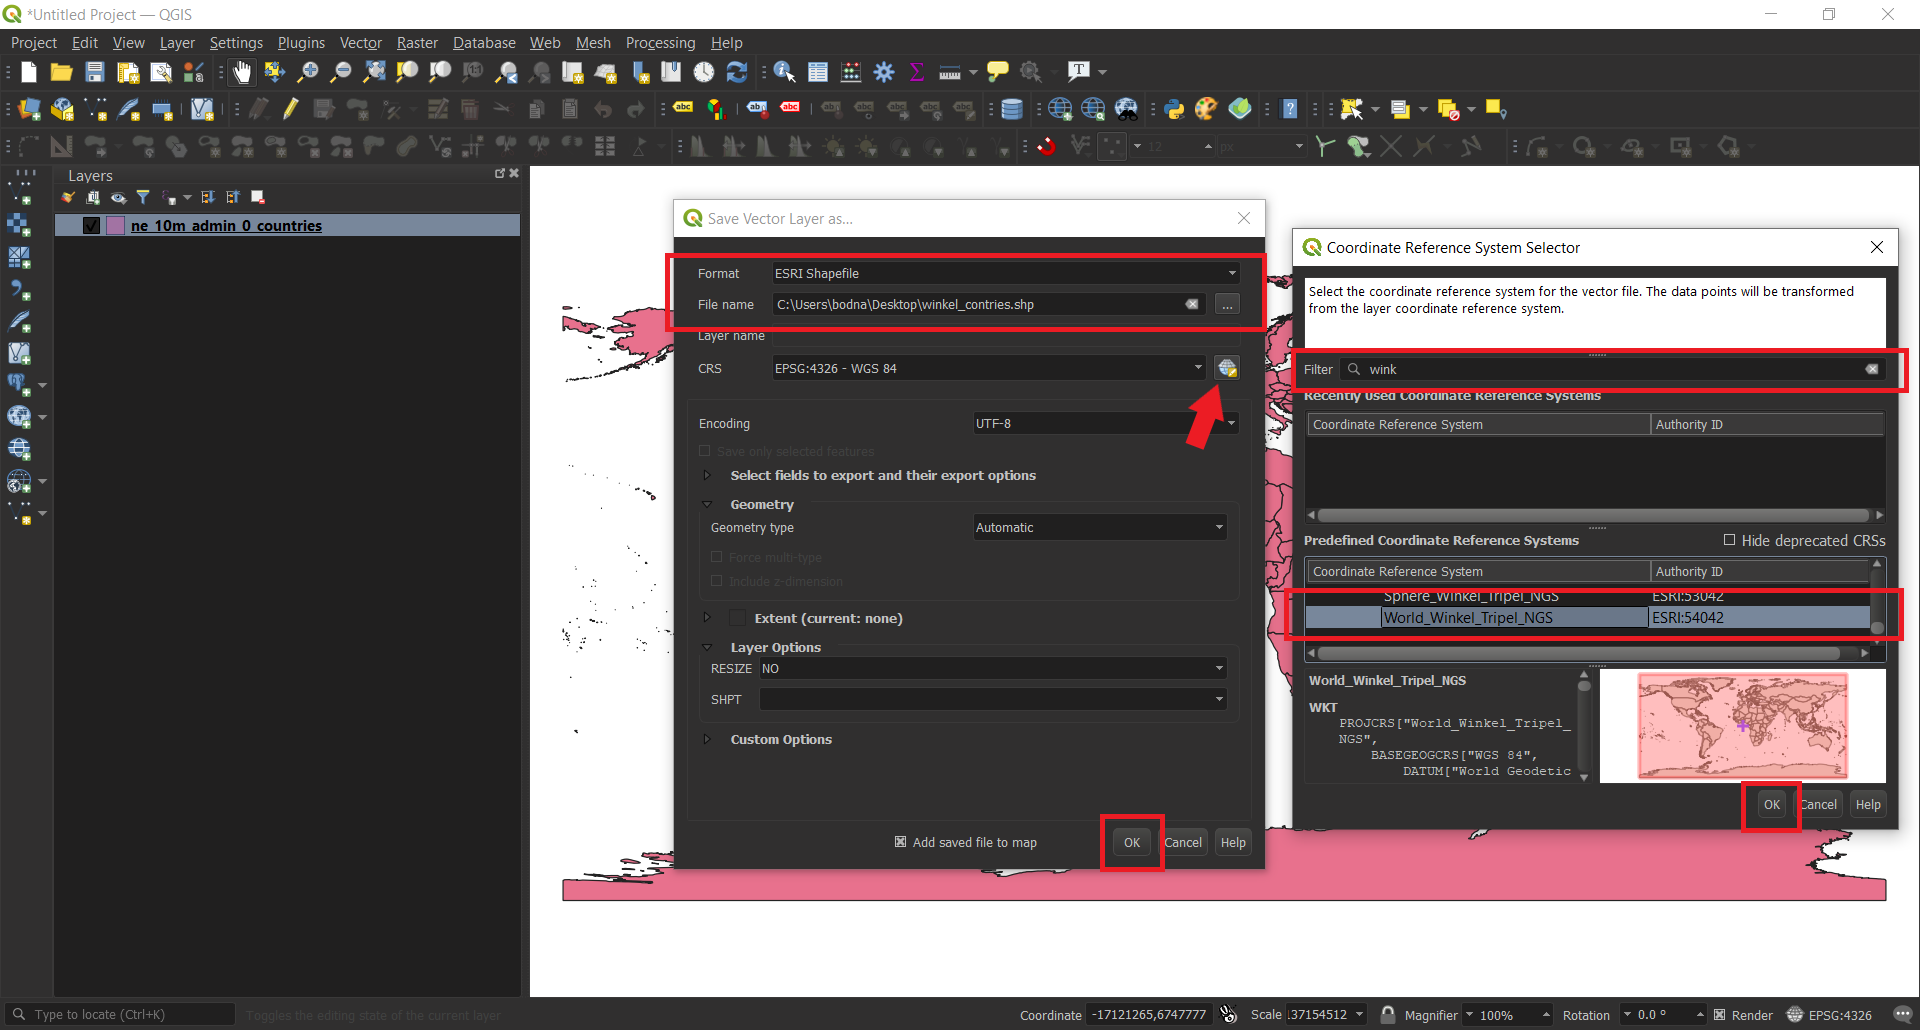 *Untitled Project — QGIS
Project Edit View Layer Settings Plugins Vector Raster Database Web Mesh Processing Help
abc abc abc
12 px
Layers
ne_10m_admin_0_countries
Save Vector Layer as...
Format ESRI Shapefile
File name C:\Users\bodna\Desktop\winkel_contries.shp ...
Layer name
CRS EPSG:4326 - WGS 84
Encoding UTF-8
Save only selected features
Select fields to export and their export options
Geometry
Geometry type Automatic
Force multi-type
Include z-dimension
Extent (current: none)
Layer Options
RESIZE NO
SHPT
Custom Options
Add saved file to map OK Cancel Help
Coordinate Reference System Selector
Select the coordinate reference system for the vector file. The data points will be transformed
from the layer coordinate reference system.
Filter wink
Recently Used Coordinate Reference Systems
Coordinate Reference System Authority ID
Predefined Coordinate Reference Systems Hide deprecated CRSs
Coordinate Reference System Authority ID
Sphere_Winkel_Tripel_NGS ESRI:53042
World_Winkel_Tripel_NGS ESRI:54042
World_Winkel_Tripel_NGS
WKT
PROJCRS["World_Winkel_Tripel_
NGS",
BASEGEOGCRS["WGS 84",
DATUM["World Geodetic
OK Cancel Help
Type to locate (Ctrl+K) Toggles the editing state of the current layer Coordinate -17121265,6747777 Scale 137154512 Magnifier 100% Rotation 0.0 ° Render EPSG:4326